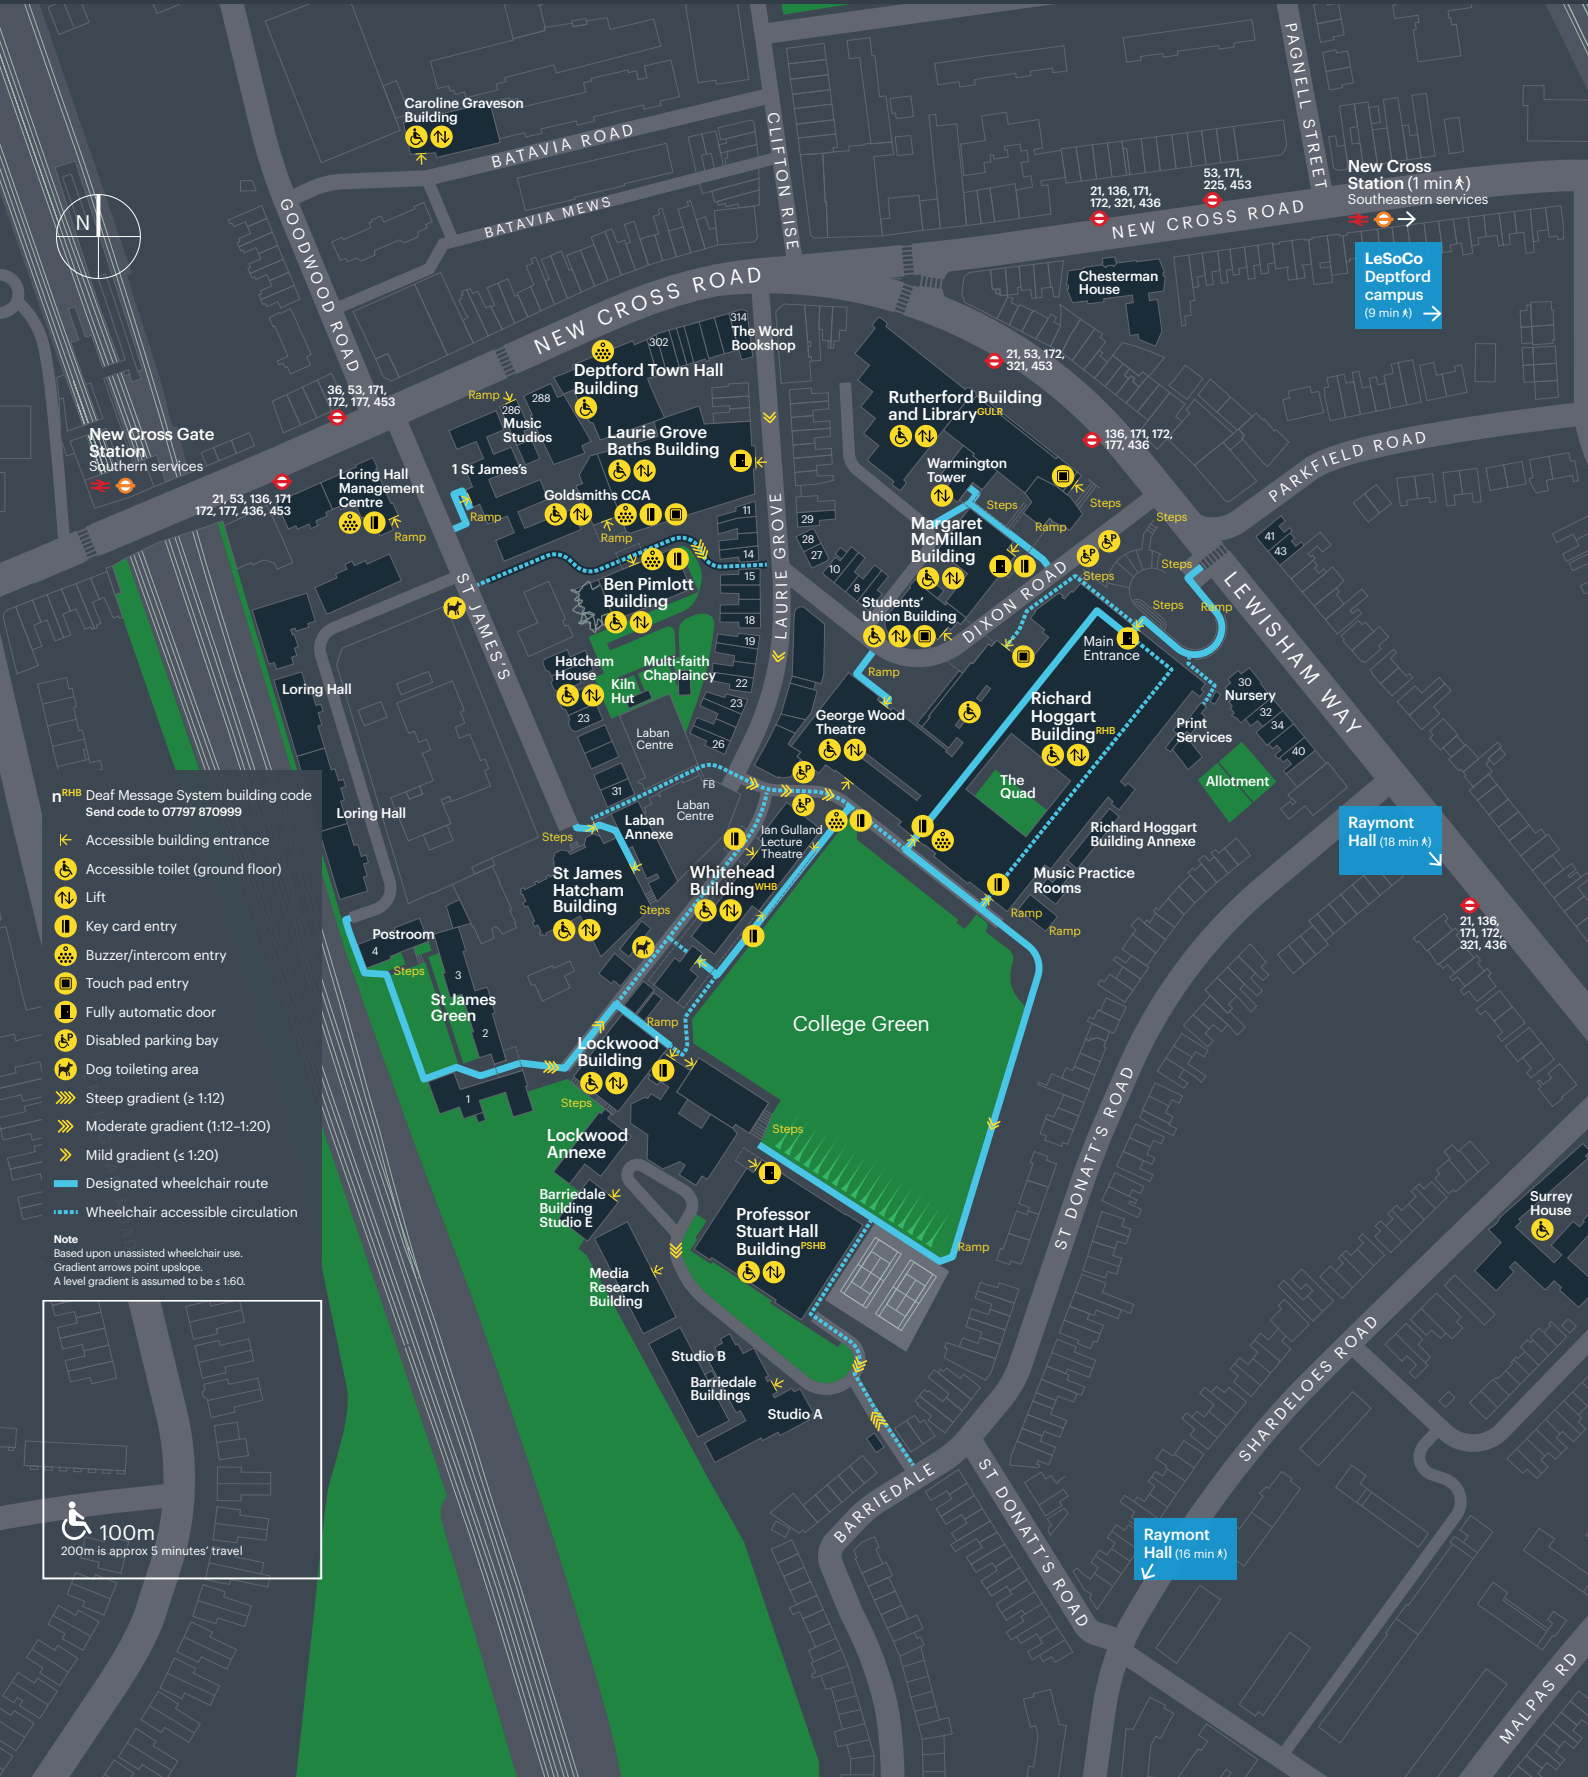 Caroline Graveson
Building
BATAVIA ROAD
BATAVIA MEWS
CLIFTON RISE
PAGNELL STREET
GOODWOOD ROAD
N
53, 171,
225, 453
21, 136, 171,
172, 321, 436
NEW CROSS ROAD
New Cross
Station (1 min)
Southeastern services
LeSoCo
Deptford
campus
(9 min)
Chesterman
House
NEW CROSS ROAD
314
The Word
Bookshop
302
Deptford Town Hall
Building
21, 53, 172,
321, 453
36, 53, 171,
172, 177, 453
Ramp
288
286
Music
Studios
Rutherford Building
and Library GULR
136, 171, 172,
177, 436
New Cross Gate
Station
Southern services
Laurie Grove
Baths Building
PARKFIELD ROAD
Loring Hall
Management
Centre
Ramp
21, 53, 136, 171
172, 177, 436, 453
1 St James's
Ramp
Goldsmiths CCA
Ramp
Warmington
Tower
Steps
Steps
Ramp
Steps
Margaret
McMillan
Building
11
29
28
27
14
15
10
8
LAURIE GROVE
41
43
Steps
Steps
Steps
Ramp
Ben Pimlott
Building
ST JAMES'S
18
19
Students'
Union Building
DIXON ROAD
Main
Entrance
LEWISHAM WAY
Hatcham
House
Kiln
Hut
Multi-faith
Chaplaincy
22
23
23
Ramp
Loring Hall
30
Nursery
32
34
40
Richard
Hoggart
Building RHB
Print
Services
George Wood
Theatre
Laban
Centre
26
The
Quad
Allotment
FB
31
Laban
Centre
Loring Hall
Laban
Annexe
Steps
Ian Gulland
Lecture
Theatre
Richard Hoggart
Building Annexe
Raymont
Hall (18 min)
n RHB Deaf Message System building code
Send code to 07797 870999
Accessible building entrance
Accessible toilet (ground floor)
Lift
Key card entry
Buzzer/intercom entry
Touch pad entry
Fully automatic door
P Disabled parking bay
Dog toileting area
Steep gradient (≥ 1:12)
Moderate gradient (1:12–1:20)
Mild gradient (≤ 1:20)
Designated wheelchair route
Wheelchair accessible circulation
Note
Based upon unassisted wheelchair use.
Gradient arrows point upslope.
A level gradient is assumed to be ≤ 1:60.
100m
200m is approx 5 minutes' travel
St James
Hatcham
Building
Steps
Whitehead
Building WHB
Music Practice
Rooms
Ramp
Ramp
21, 136,
171, 172,
321, 436
Postroom
4
Steps
3
St James
Green
2
1
College Green
Ramp
Lockwood
Building
Steps
Steps
Lockwood
Annexe
Barriedale
Building
Studio E
Professor
Stuart Hall
Building PSHB
Ramp
ST DONATT'S ROAD
Surrey
House
Media
Research
Building
Studio B
Barriedale
Buildings
Studio A
SHARDELOES ROAD
BARRIEDALE
ST DONATT'S ROAD
Raymont
Hall (16 min)
MALPAS RD